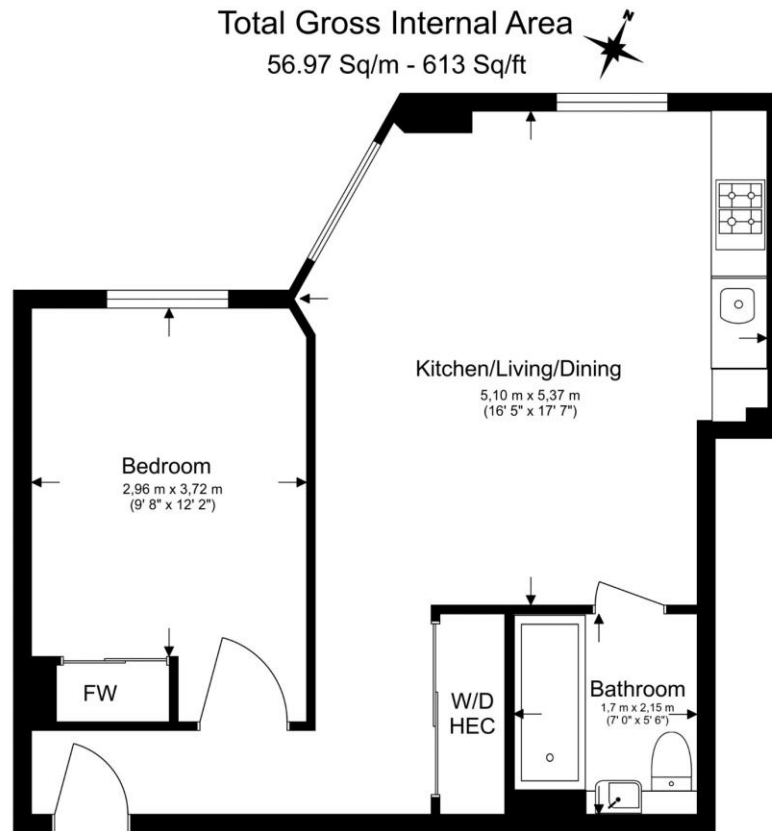 Total Gross Internal Area
56.97 Sq/m - 613 Sq/ft
N
Kitchen/Living/Dining
5,10 m x 5,37 m
(16' 5" x 17' 7")
Bedroom
2,96 m x 3,72 m
(9' 8" x 12' 2")
FW
W/D
HEC
Bathroom
1,7 m x 2,15 m
(7' 0" x 5' 6")